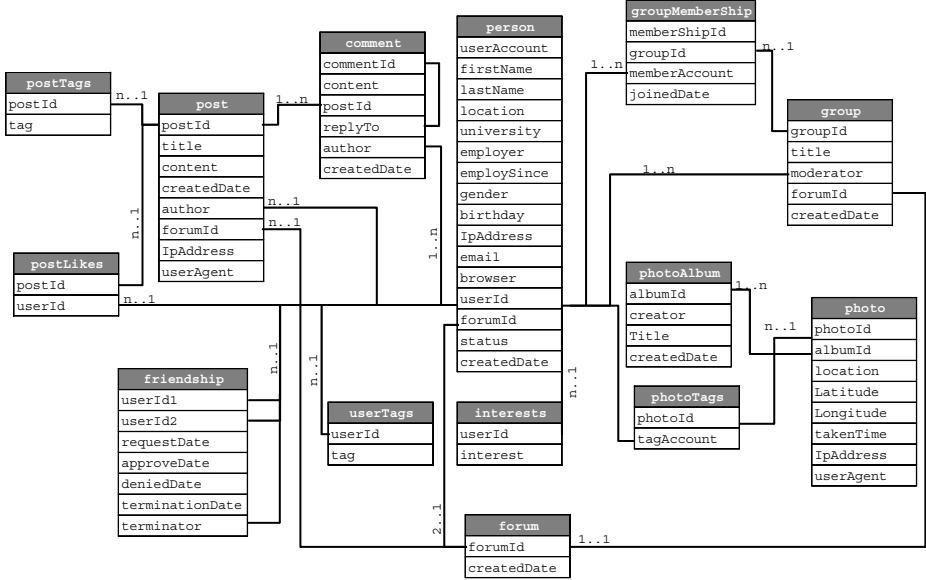 postTags
postId
tag
n..1
post
postId
title
content
createdDate
author
forumId
IpAddress
userAgent
n..1
n..1
1..n
comment
commentId
content
postId
replyTo
author
createdDate
1..n
person
userAccount
firstName
lastName
location
university
employer
employSince
gender
birthday
IpAddress
email
browser
userId
forumId
status
createdDate
groupMemberShip
memberShipId
groupId
memberAccount
joinedDate
1..n
n..1
group
groupId
title
moderator
forumId
createdDate
1..n
postLikes
postId
userId
n..1
n..1
photoAlbum
albumId
creator
Title
createdDate
1..n
n..1
photo
photoId
albumId
location
Latitude
Longitude
takenTime
IpAddress
userAgent
photoTags
photoId
tagAccount
n..1
friendship
userId1
userId2
requestDate
approveDate
deniedDate
terminationDate
terminator
n..1
n..1
userTags
userId
tag
interests
userId
interest
2..1
forum
forumId
createdDate
1..1